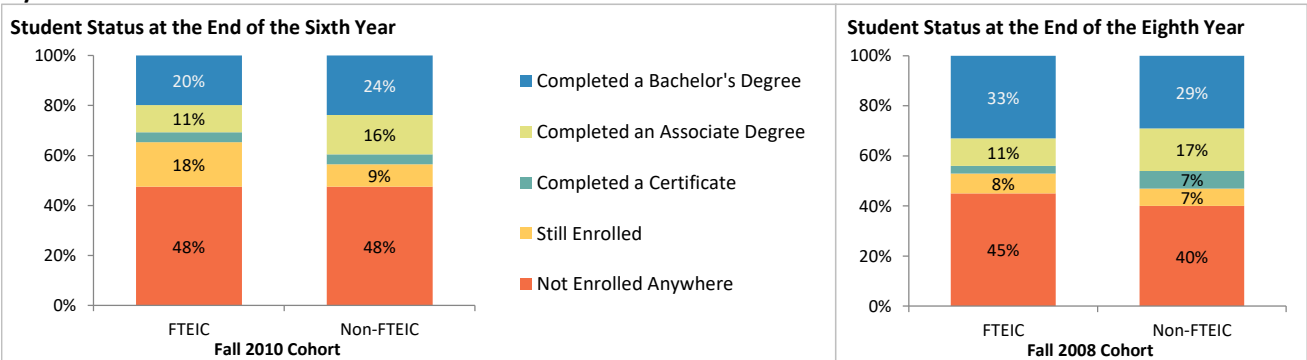 Student Status at the End of the Sixth Year
100%
80%
60%
40%
20%
0%
20%
11%
18%
48%
24%
16%
9%
48%
FTEIC
Non-FTEIC
Fall 2010 Cohort
Completed a Bachelor's Degree
Completed an Associate Degree
Completed a Certificate
Still Enrolled
Not Enrolled Anywhere
Student Status at the End of the Eighth Year
100%
80%
60%
40%
20%
0%
33%
11%
8%
45%
29%
17%
7%
7%
40%
FTEIC
Non-FTEIC
Fall 2008 Cohort